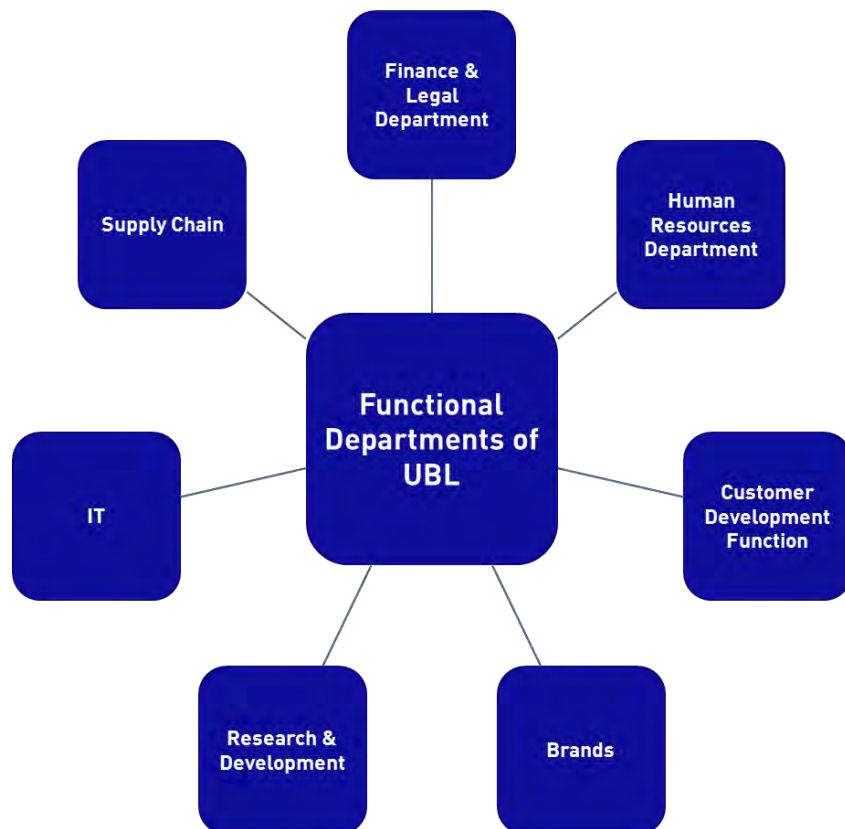 Finance &
Legal
Department
Human
Resources
Department
Supply Chain
Functional
Departments of
UBL
Customer
Development
Function
IT
Research &
Development
Brands